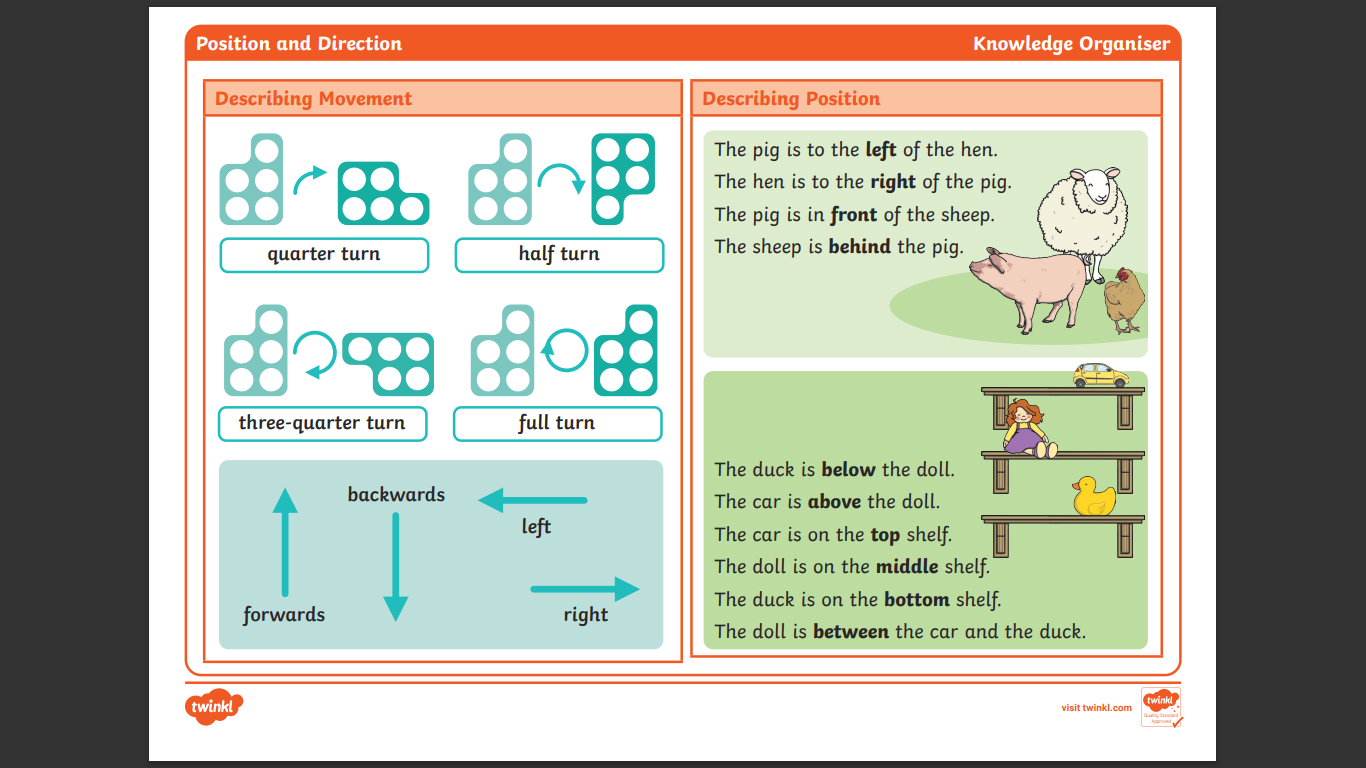 Position and Direction
Knowledge Organiser
Describing Movement
quarter turn
half turn
three-quarter turn
full turn
backwards
left
forwards
right
Describing Position
The pig is to the left of the hen.
The hen is to the right of the pig.
The pig is in front of the sheep.
The sheep is behind the pig.
The duck is below the doll.
The car is above the doll.
The car is on the top shelf.
The doll is on the middle shelf.
The duck is on the bottom shelf.
The doll is between the car and the duck.
twinkl
visit twinkl.com
twinkl
Quality Standard
Approved